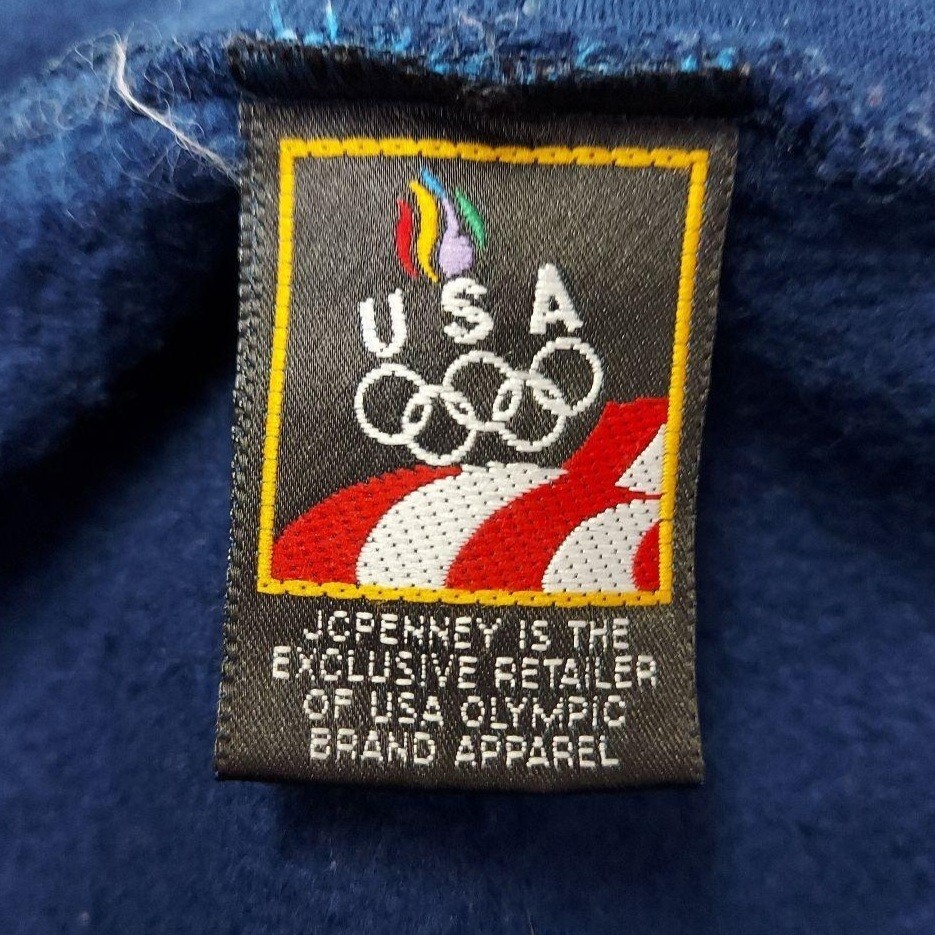 USA
JCPENNEY IS THE
EXCLUSIVE RETAILER
OF USA OLYMPIC
BRAND APPAREL